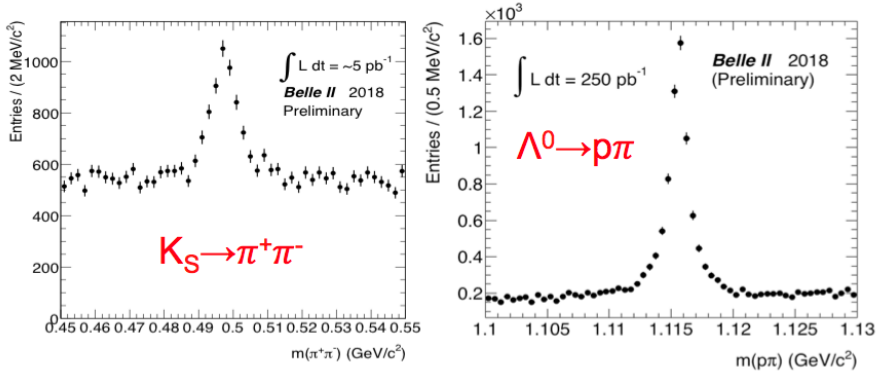 Entries / (2 MeV/c²)
1000
800
600
400
200
0
∫ L dt = ~5 pb⁻¹
Belle II 2018
Preliminary
K_S→π⁺π⁻
0.45 0.46 0.47 0.48 0.49 0.5 0.51 0.52 0.53 0.54 0.55
m(π⁺π⁻) (GeV/c²)
×10³
Entries / (0.5 MeV/c²)
1.6
1.4
1.2
1
0.8
0.6
0.4
0.2
∫ L dt = 250 pb⁻¹
Belle II 2018
(Preliminary)
Λ⁰→pπ
1.1 1.105 1.11 1.115 1.12 1.125 1.13
m(pπ) (GeV/c²)